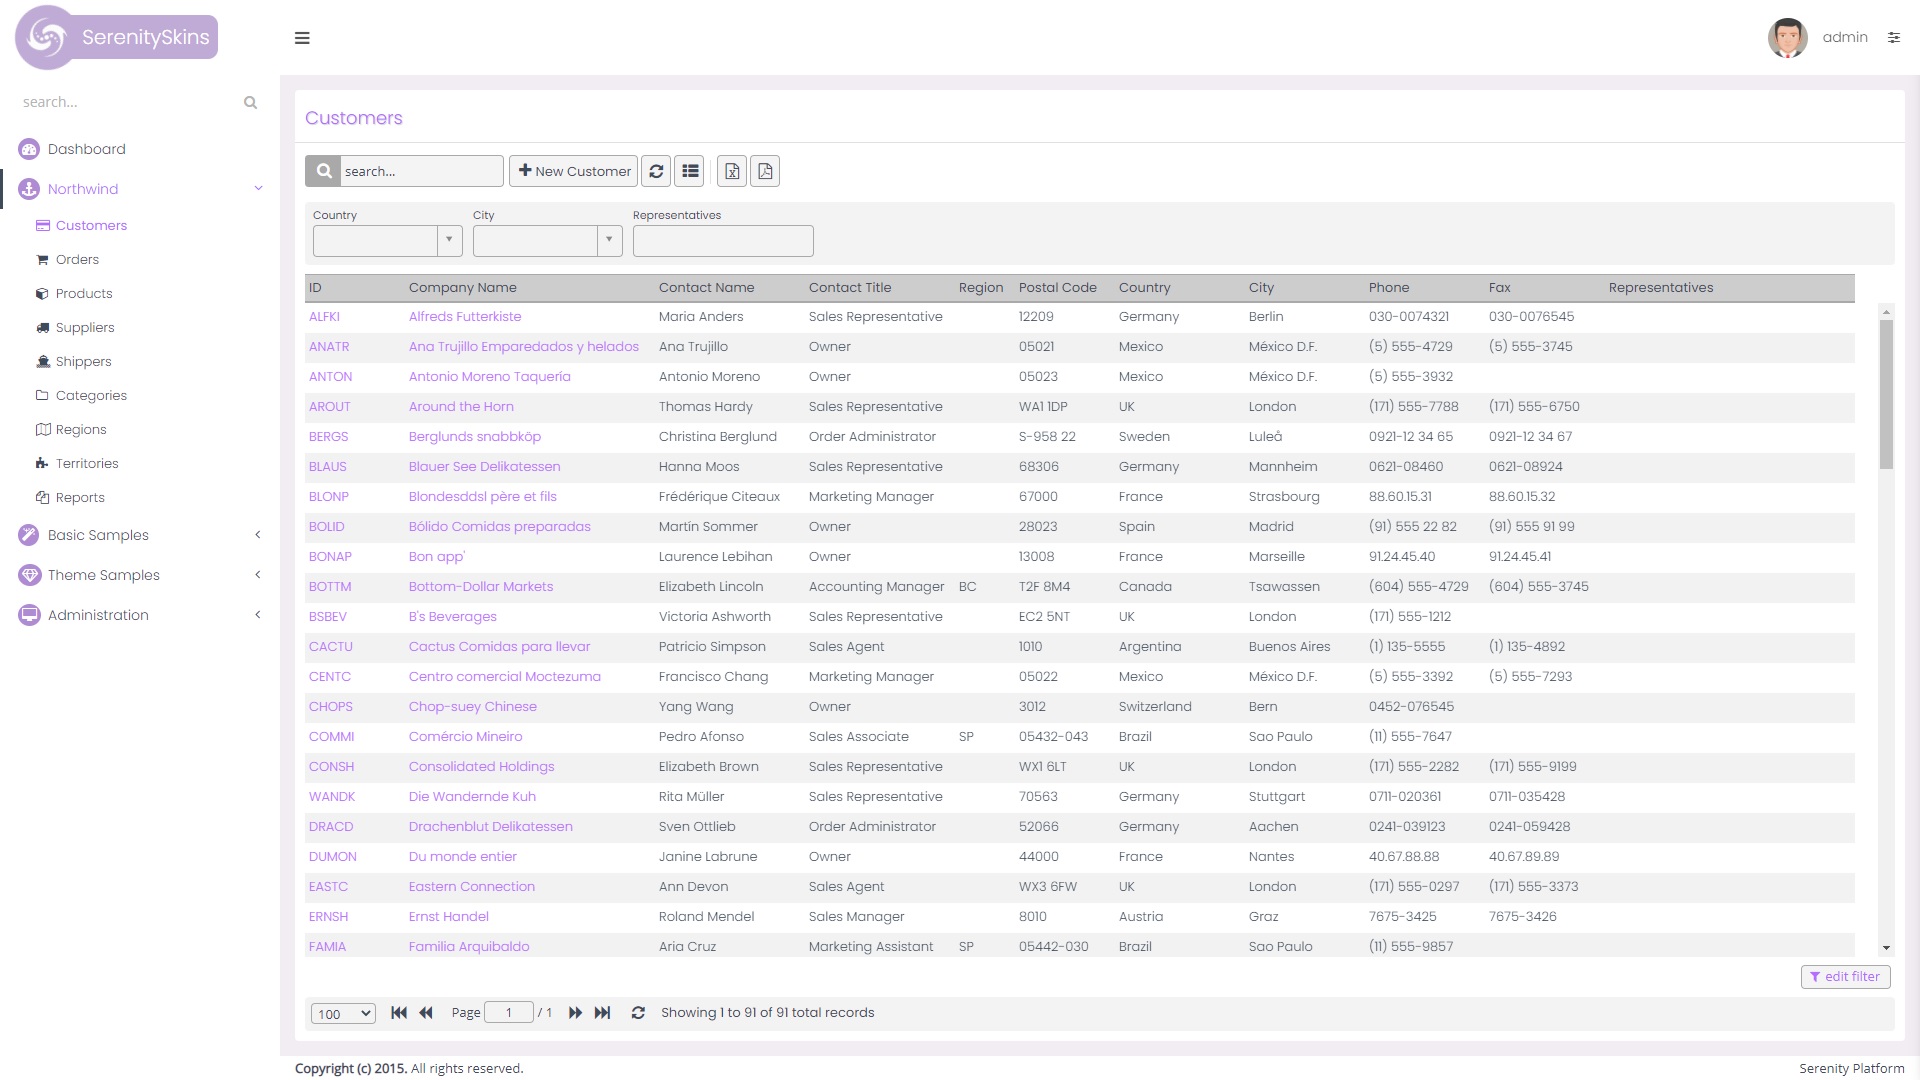 SerenitySkins
admin
search...
Dashboard
Northwind
Customers
Orders
Products
Suppliers
Shippers
Categories
Regions
Territories
Reports
Basic Samples
Theme Samples
Administration
Customers
search... New Customer
Country City Representatives
ID Company Name Contact Name Contact Title Region Postal Code Country City Phone Fax Representatives
ALFKI Alfreds Futterkiste Maria Anders Sales Representative 12209 Germany Berlin 030-0074321 030-0076545
ANATR Ana Trujillo Emparedados y helados Ana Trujillo Owner 05021 Mexico México D.F. (5) 555-4729 (5) 555-3745
ANTON Antonio Moreno Taquería Antonio Moreno Owner 05023 Mexico México D.F. (5) 555-3932
AROUT Around the Horn Thomas Hardy Sales Representative WA1 1DP UK London (171) 555-7788 (171) 555-6750
BERGS Berglunds snabbköp Christina Berglund Order Administrator S-958 22 Sweden Luleå 0921-12 34 65 0921-12 34 67
BLAUS Blauer See Delikatessen Hanna Moos Sales Representative 68306 Germany Mannheim 0621-08460 0621-08924
BLONP Blondesddsl père et fils Frédérique Citeaux Marketing Manager 67000 France Strasbourg 88.60.15.31 88.60.15.32
BOLID Bólido Comidas preparadas Martín Sommer Owner 28023 Spain Madrid (91) 555 22 82 (91) 555 91 99
BONAP Bon app' Laurence Lebihan Owner 13008 France Marseille 91.24.45.40 91.24.45.41
BOTTM Bottom-Dollar Markets Elizabeth Lincoln Accounting Manager BC T2F 8M4 Canada Tsawassen (604) 555-4729 (604) 555-3745
BSBEV B's Beverages Victoria Ashworth Sales Representative EC2 5NT UK London (171) 555-1212
CACTU Cactus Comidas para llevar Patricio Simpson Sales Agent 1010 Argentina Buenos Aires (1) 135-5555 (1) 135-4892
CENTC Centro comercial Moctezuma Francisco Chang Marketing Manager 05022 Mexico México D.F. (5) 555-3392 (5) 555-7293
CHOPS Chop-suey Chinese Yang Wang Owner 3012 Switzerland Bern 0452-076545
COMMI Comércio Mineiro Pedro Afonso Sales Associate SP 05432-043 Brazil Sao Paulo (11) 555-7647
CONSH Consolidated Holdings Elizabeth Brown Sales Representative WX1 6LT UK London (171) 555-2282 (171) 555-9199
WANDK Die Wandernde Kuh Rita Müller Sales Representative 70563 Germany Stuttgart 0711-020361 0711-035428
DRACD Drachenblut Delikatessen Sven Ottlieb Order Administrator 52066 Germany Aachen 0241-039123 0241-059428
DUMON Du monde entier Janine Labrune Owner 44000 France Nantes 40.67.88.88 40.67.89.89
EASTC Eastern Connection Ann Devon Sales Agent WX3 6FW UK London (171) 555-0297 (171) 555-3373
ERNSH Ernst Handel Roland Mendel Sales Manager 8010 Austria Graz 7675-3425 7675-3426
FAMIA Familia Arquibaldo Aria Cruz Marketing Assistant SP 05442-030 Brazil Sao Paulo (11) 555-9857
edit filter
100 Page 1 / 1 Showing 1 to 91 of 91 total records
Copyright (c) 2015. All rights reserved. Serenity Platform